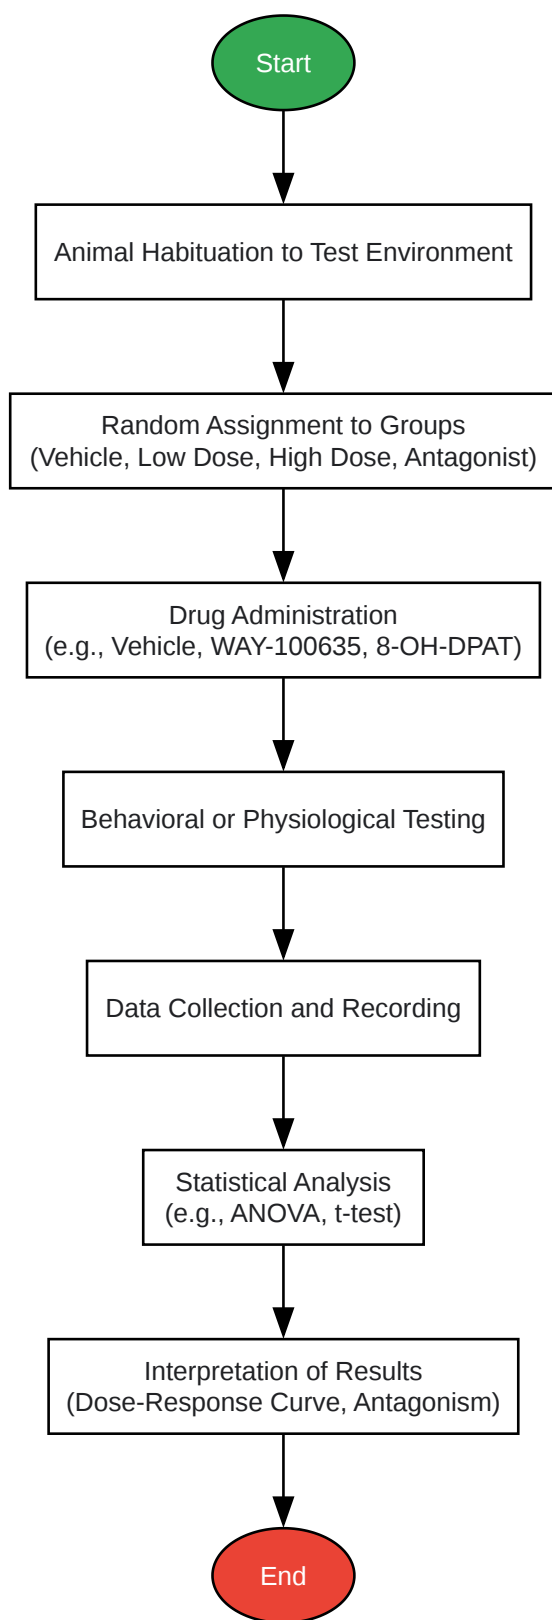 Start
Animal Habituation to Test Environment
Random Assignment to Groups
(Vehicle, Low Dose, High Dose, Antagonist)
Drug Administration
(e.g., Vehicle, WAY-100635, 8-OH-DPAT)
Behavioral or Physiological Testing
Data Collection and Recording
Statistical Analysis
(e.g., ANOVA, t-test)
Interpretation of Results
(Dose-Response Curve, Antagonism)
End